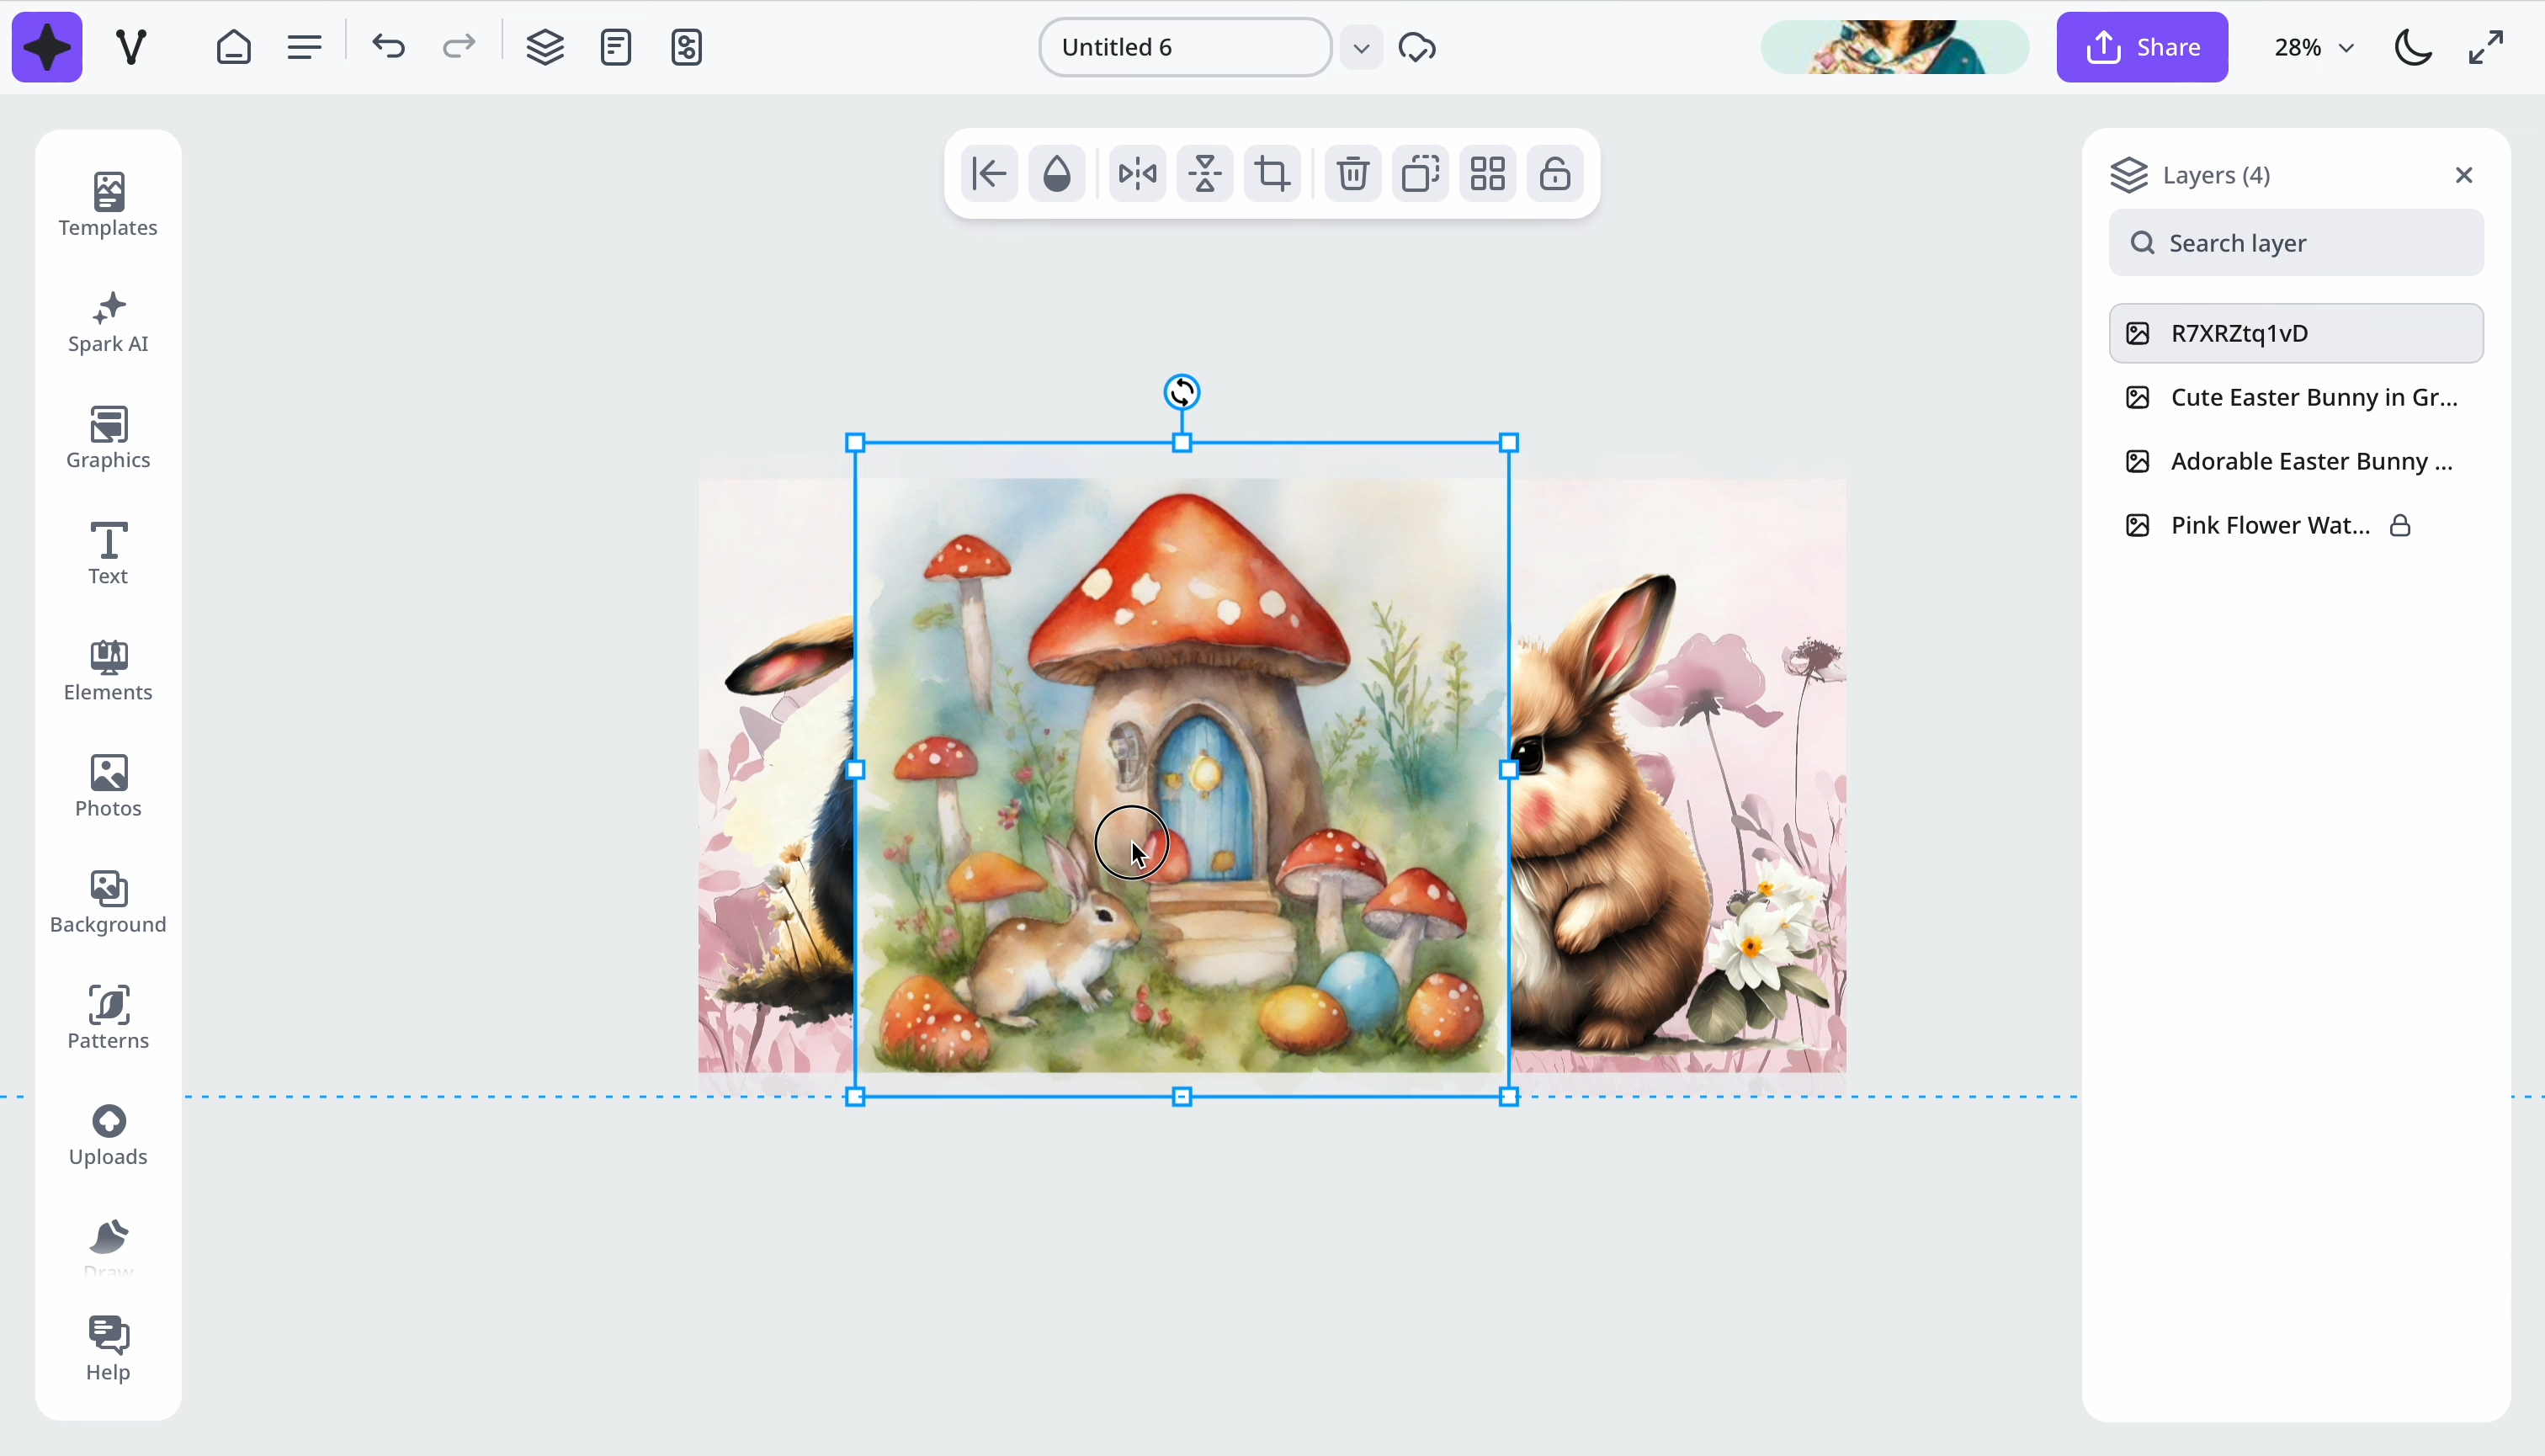 Untitled 6
Share
28%
Templates
Spark AI
Graphics
Text
Elements
Photos
Background
Patterns
Uploads
Draw
Help
Layers (4)
Search layer
R7XRZtq1vD
Cute Easter Bunny in Gr...
Adorable Easter Bunny ...
Pink Flower Wat...